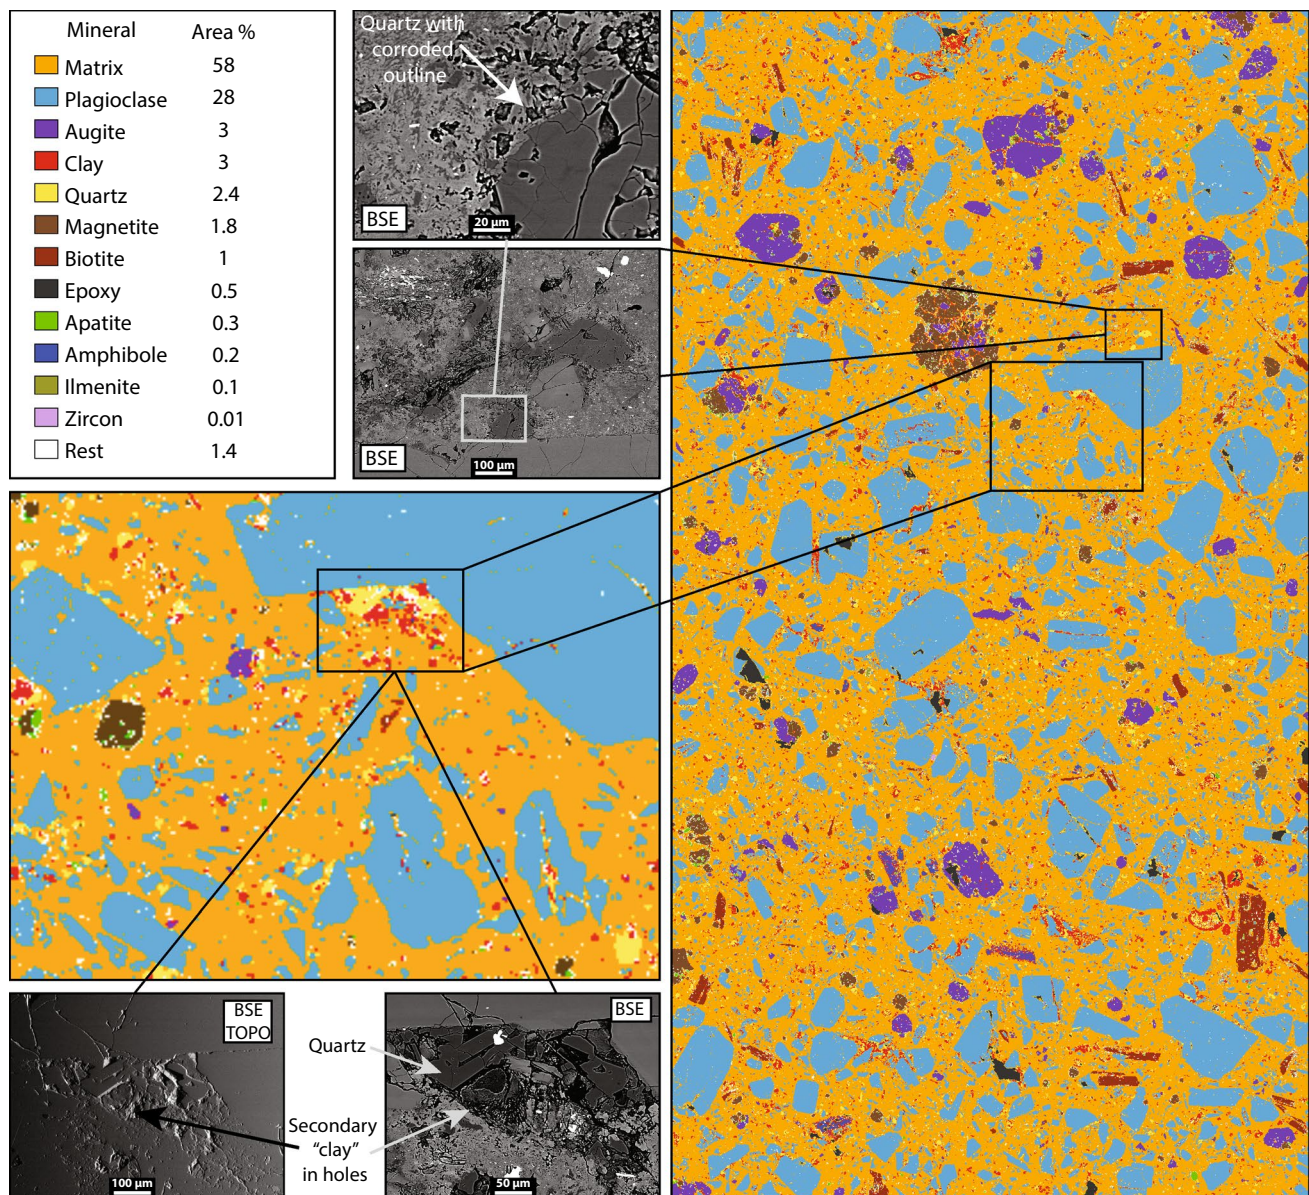 Mineral Area %
Matrix 58
Plagioclase 28
Augite 3
Clay 3
Quartz 2.4
Magnetite 1.8
Biotite 1
Epoxy 0.5
Apatite 0.3
Amphibole 0.2
Ilmenite 0.1
Zircon 0.01
Rest 1.4
Quartz with
corroded
outline
BSE
20 µm
BSE
100 µm
BSE
TOPO
100 µm
Quartz
Secondary
“clay”
in holes
BSE
50 µm